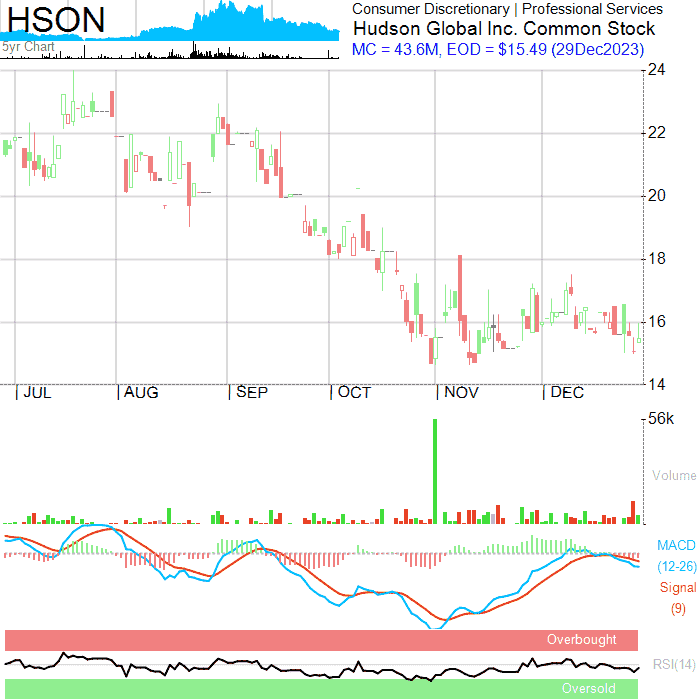 HSON
Consumer Discretionary | Professional Services
Hudson Global Inc. Common Stock
MC = 43.6M, EOD = $15.49 (29Dec2023)
5yr Chart
24
22
20
18
16
14
JUL AUG SEP OCT NOV DEC
56k
Volume
MACD
(12-26)
Signal
(9)
Overbought
RSI(14)
Oversold